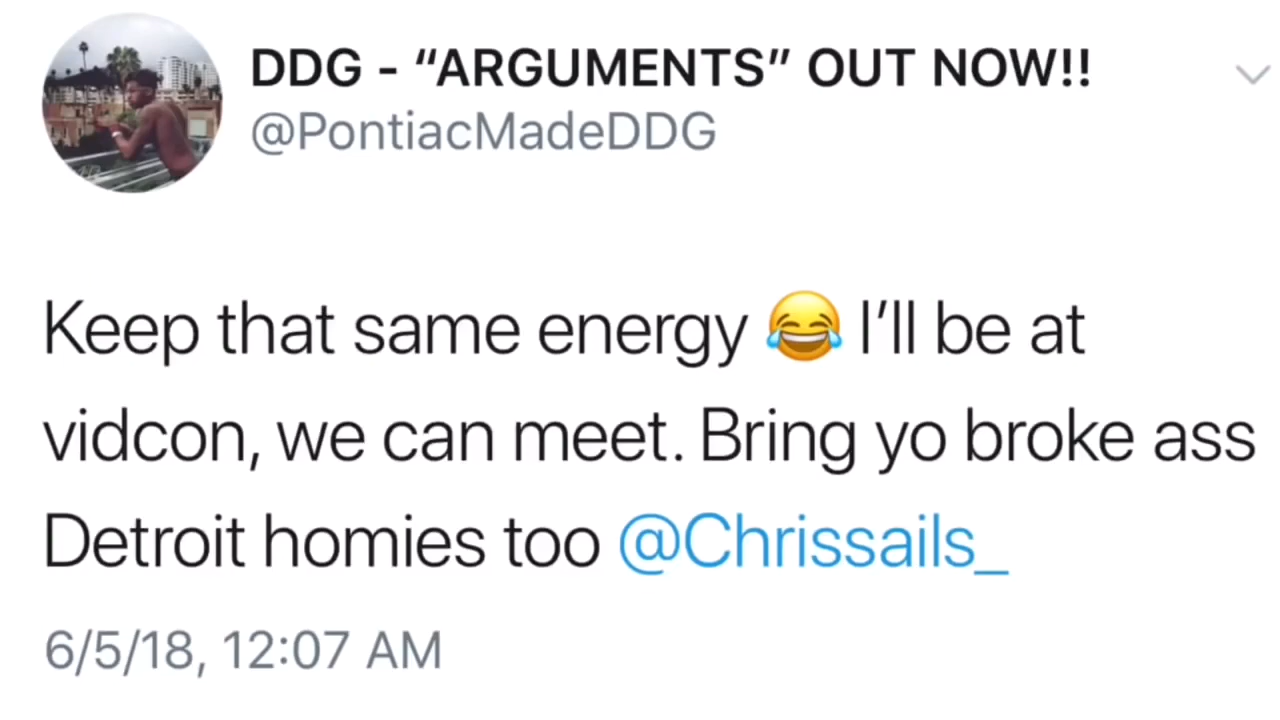 DDG - “ARGUMENTS” OUT NOW!!
@PontiacMadeDDG
Keep that same energy 😂 I’ll be at
vidcon, we can meet. Bring yo broke ass
Detroit homies too @Chrissails_
6/5/18, 12:07 AM